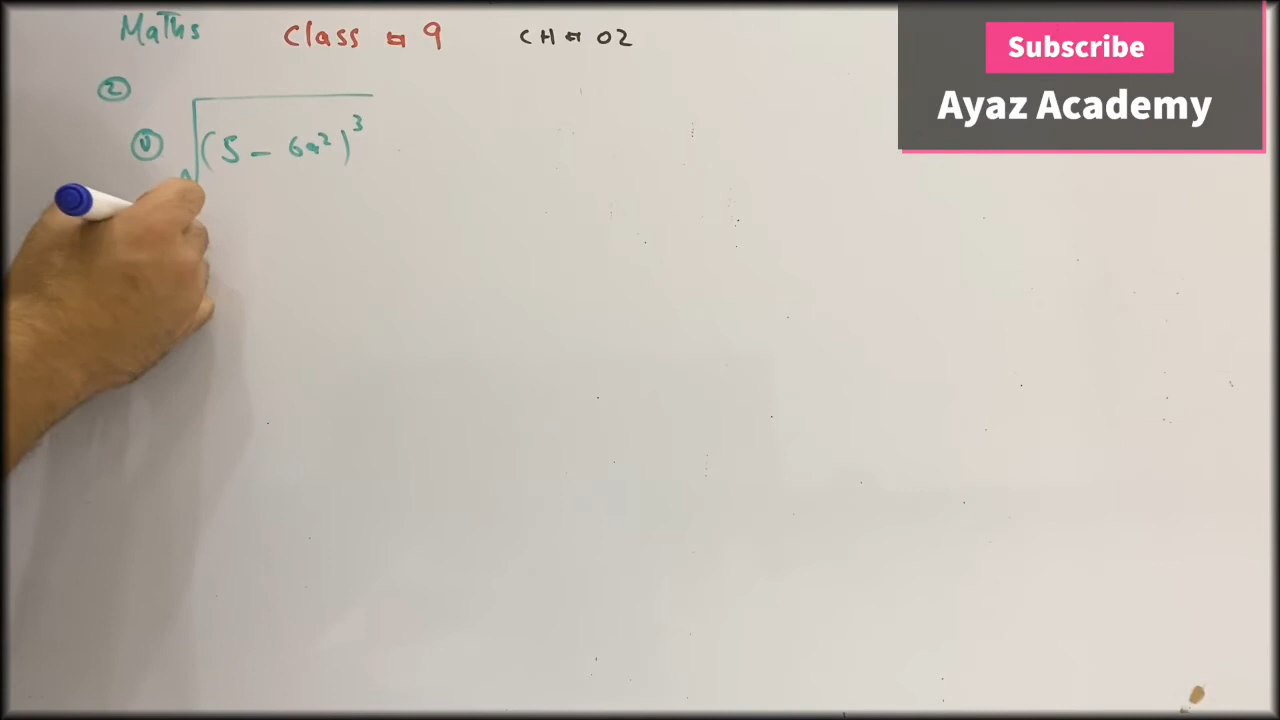 Maths Class = 9 CH = 02
Subscribe
Ayaz Academy
②
ⓥ √(5 - 6a²)³